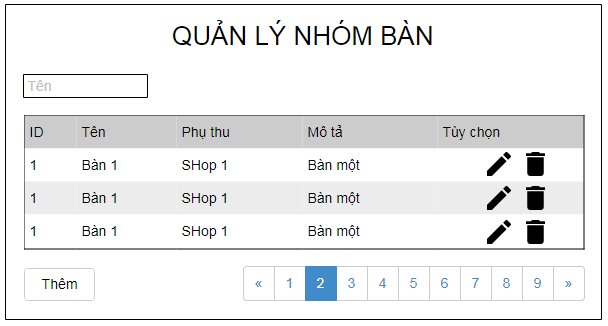 QUẢN LÝ NHÓM BÀN
Tên
ID Tên Phụ thu Mô tả Tùy chọn
1 Bàn 1 SHop 1 Bàn một
1 Bàn 1 SHop 1 Bàn một
1 Bàn 1 SHop 1 Bàn một
Thêm « 1 2 3 4 5 6 7 8 9 »